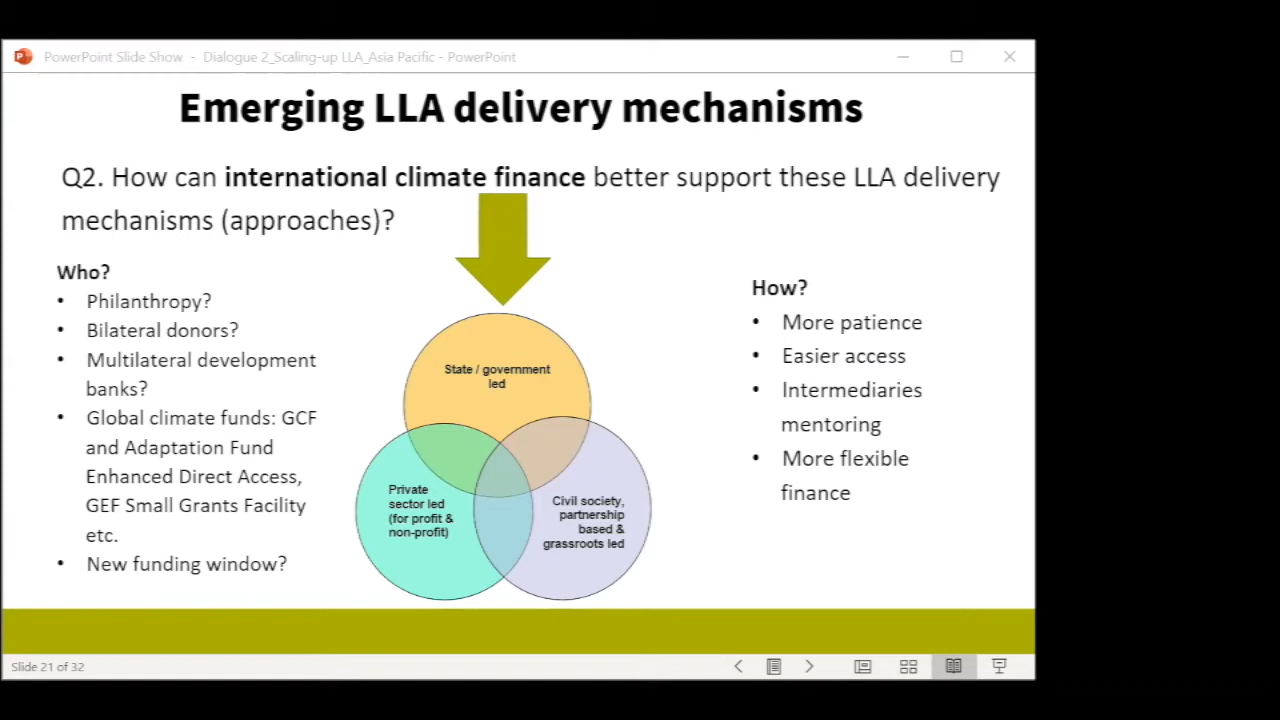 PowerPoint Slide Show - Dialogue 2_Scaling-up LLA_Asia Pacific - PowerPoint
Emerging LLA delivery mechanisms
Q2. How can international climate finance better support these LLA delivery
mechanisms (approaches)?
Who?
• Philanthropy?
• Bilateral donors?
• Multilateral development
banks?
• Global climate funds: GCF
and Adaptation Fund
Enhanced Direct Access,
GEF Small Grants Facility
etc.
• New funding window?
State / government
led
Private
sector led
(for profit &
non-profit)
Civil society,
partnership
based &
grassroots led
How?
• More patience
• Easier access
• Intermediaries
mentoring
• More flexible
finance
Slide 21 of 32